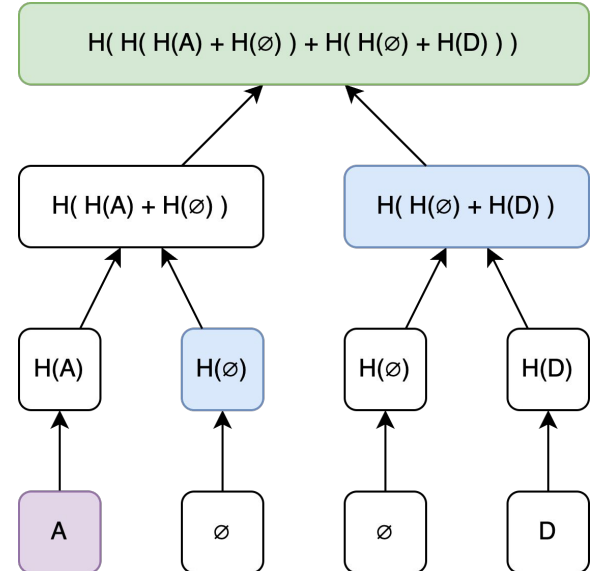 H( H( H(A) + H(∅) ) + H( H(∅) + H(D) ) )
H( H(A) + H(∅) )
H( H(∅) + H(D) )
H(A)
H(∅)
H(∅)
H(D)
A
∅
∅
D